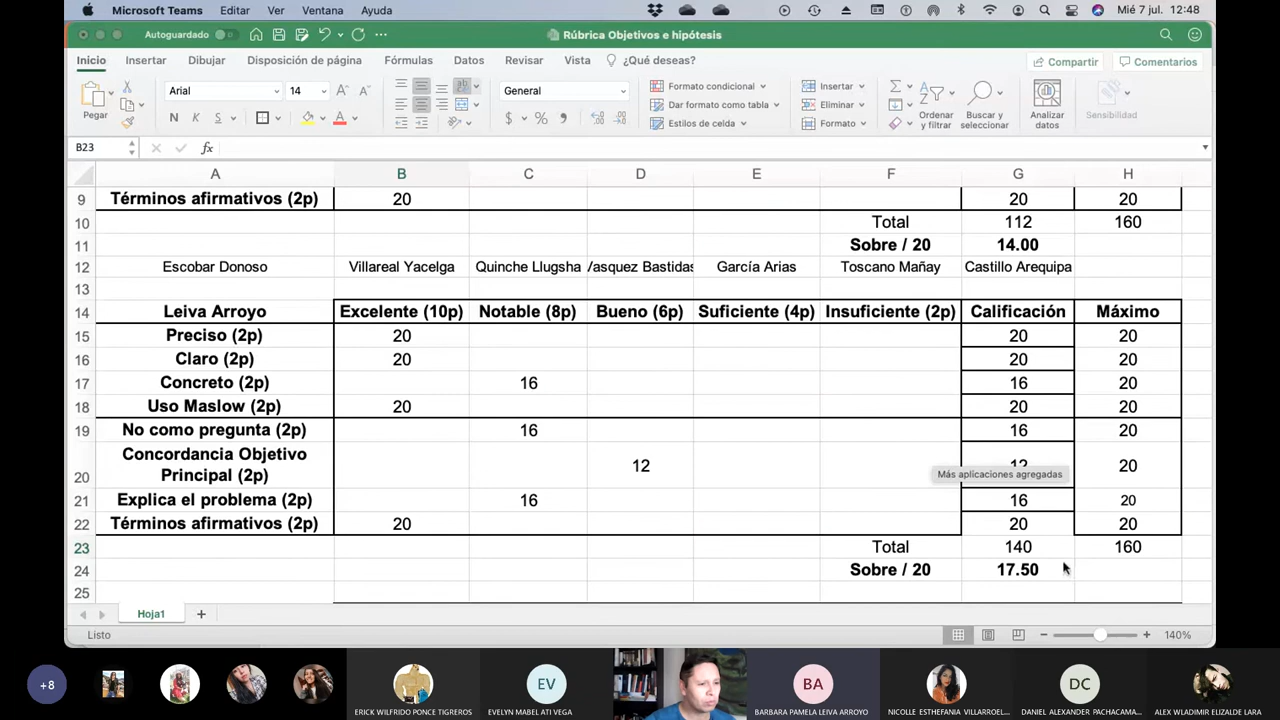 Microsoft Teams Editar Ver Ventana Ayuda Mié 7 jul. 12:48
Autoguardado Rúbrica Objetivos e hipótesis
Inicio Insertar Dibujar Disposición de página Fórmulas Datos Revisar Vista ¿Qué deseas? Compartir Comentarios
Pegar Arial 14 General Formato condicional Insertar
N K S Dar formato como tabla Eliminar Ordenar y filtrar Buscar y seleccionar Analizar datos Sensibilidad
$ % Estilos de celda Formato
B23 fx
A B C D E F G H
9 Términos afirmativos (2p) 20 20 20
10 Total 112 160
11 Sobre / 20 14.00
12 Escobar Donoso Villareal Yacelga Quinche Llugsha Vasquez Bastidas García Arias Toscano Mañay Castillo Arequipa
13
14 Leiva Arroyo Excelente (10p) Notable (8p) Bueno (6p) Suficiente (4p) Insuficiente (2p) Calificación Máximo
15 Preciso (2p) 20 20 20
16 Claro (2p) 20 20 20
17 Concreto (2p) 16 16 20
18 Uso Maslow (2p) 20 20 20
19 No como pregunta (2p) 16 16 20
20 Concordancia Objetivo Principal (2p) 12 12 20
Más aplicaciones agregadas
21 Explica el problema (2p) 16 16 20
22 Términos afirmativos (2p) 20 20 20
23 Total 140 160
24 Sobre / 20 17.50
25
Hoja1 +
Listo 140%
+8 EV BA DC
ERICK WILFRIDO PONCE TIGREROS EVELYN MABEL ATI VEGA BARBARA PAMELA LEIVA ARROYO NICOLLE ESTHEFANIA VILLARROEL... DANIEL ALEXANDER PACHACAMA... ALEX WLADIMIR ELIZALDE LARA